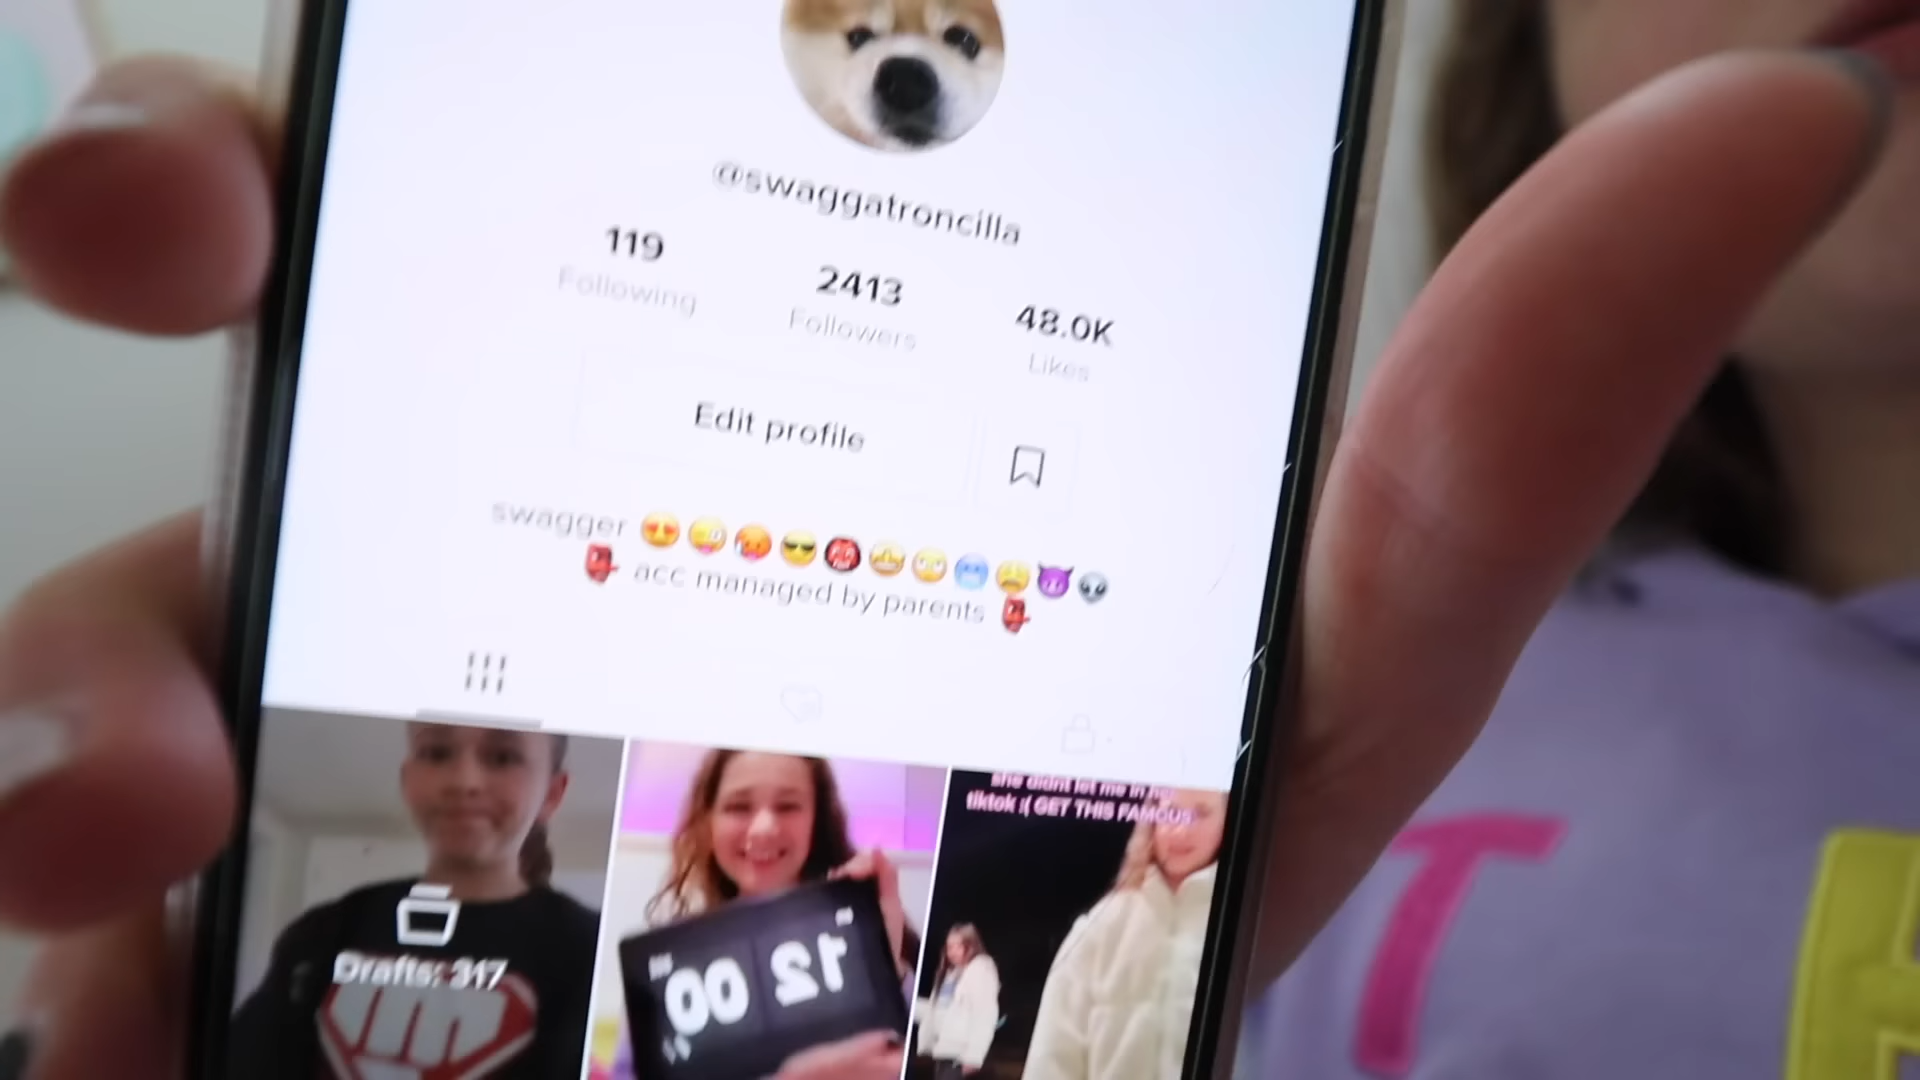 @swaggatroncilla
119
Following
2413
Followers
48.0K
Likes
Edit profile
swagger 😍😜🥵😎👹🤩🙄🥶😩😈👽
👺 acc managed by parents 👺
Drafts: 317
12 00
she didnt let me in her
tiktok :( GET THIS FAMOUS
T